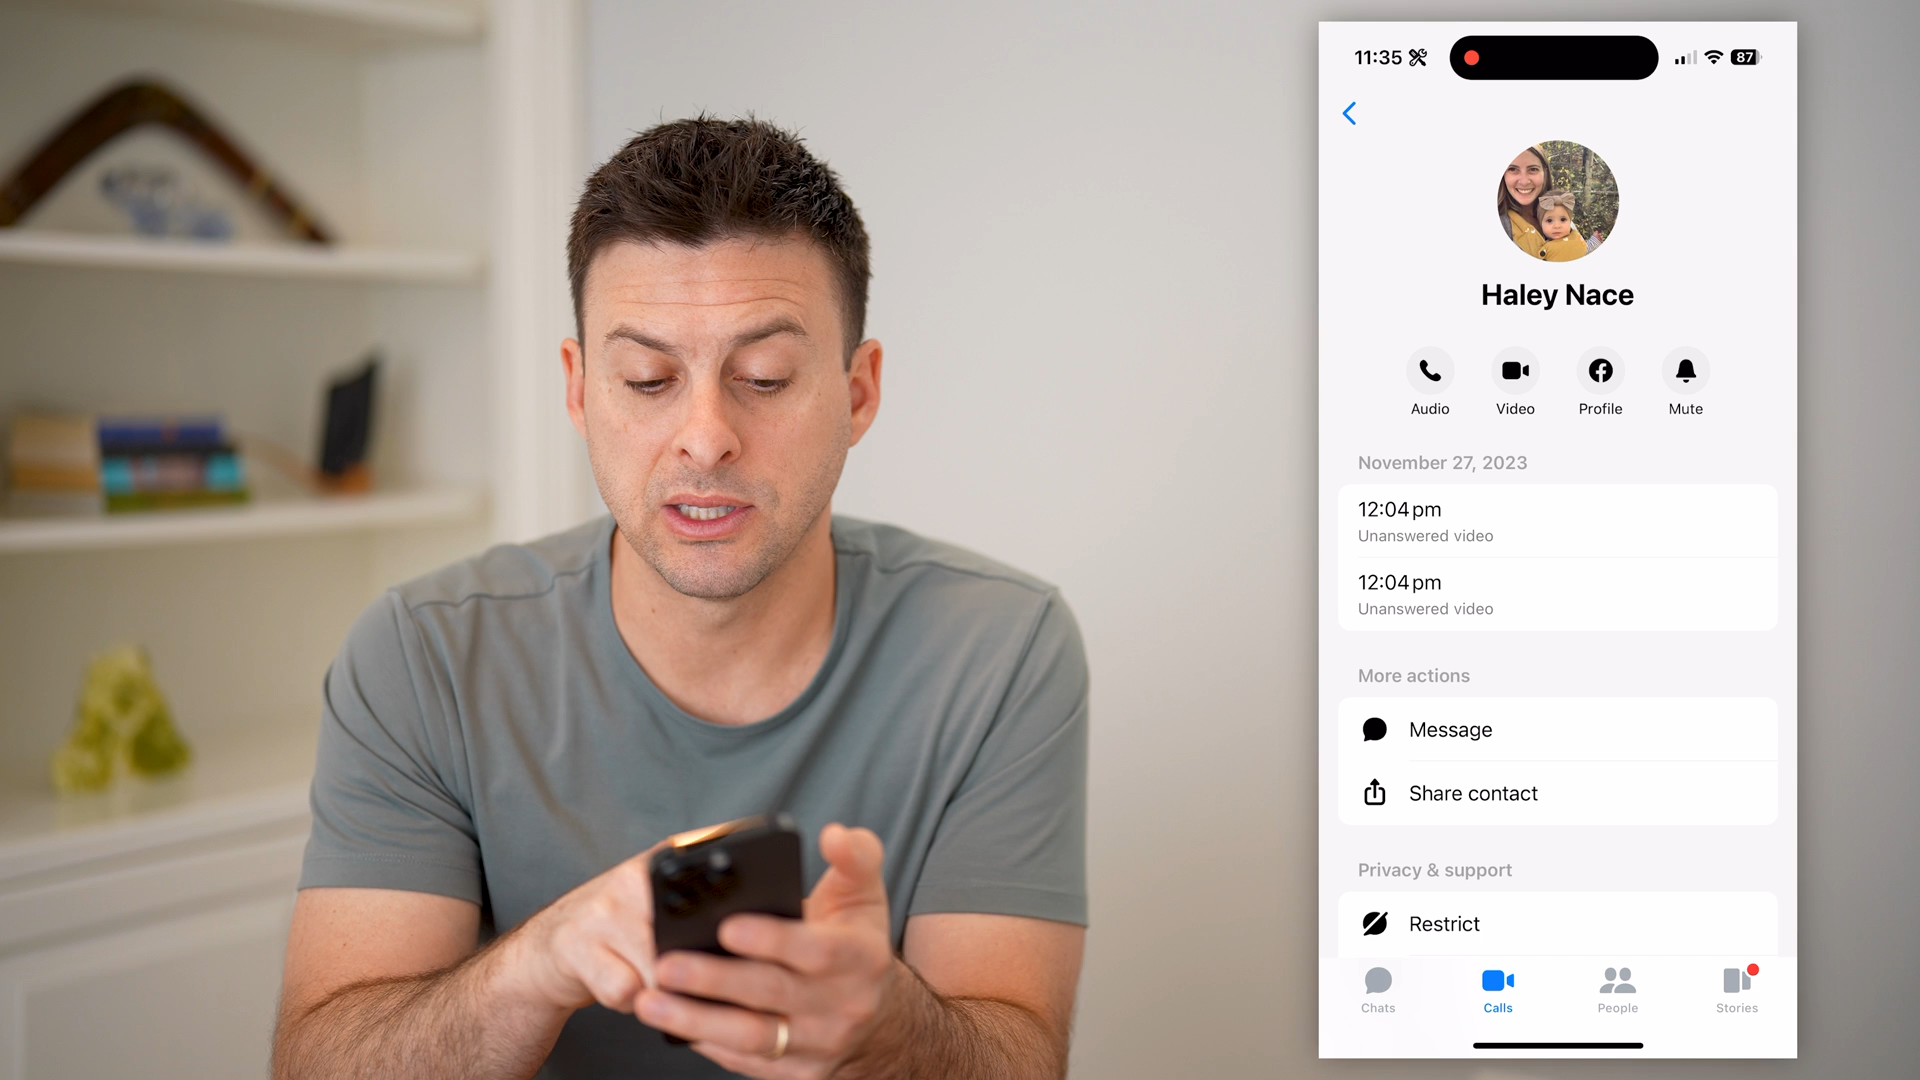 11:35
87
Haley Nace
Audio Video Profile Mute
November 27, 2023
12:04 pm
Unanswered video
12:04 pm
Unanswered video
More actions
Message
Share contact
Privacy & support
Restrict
Chats Calls People Stories